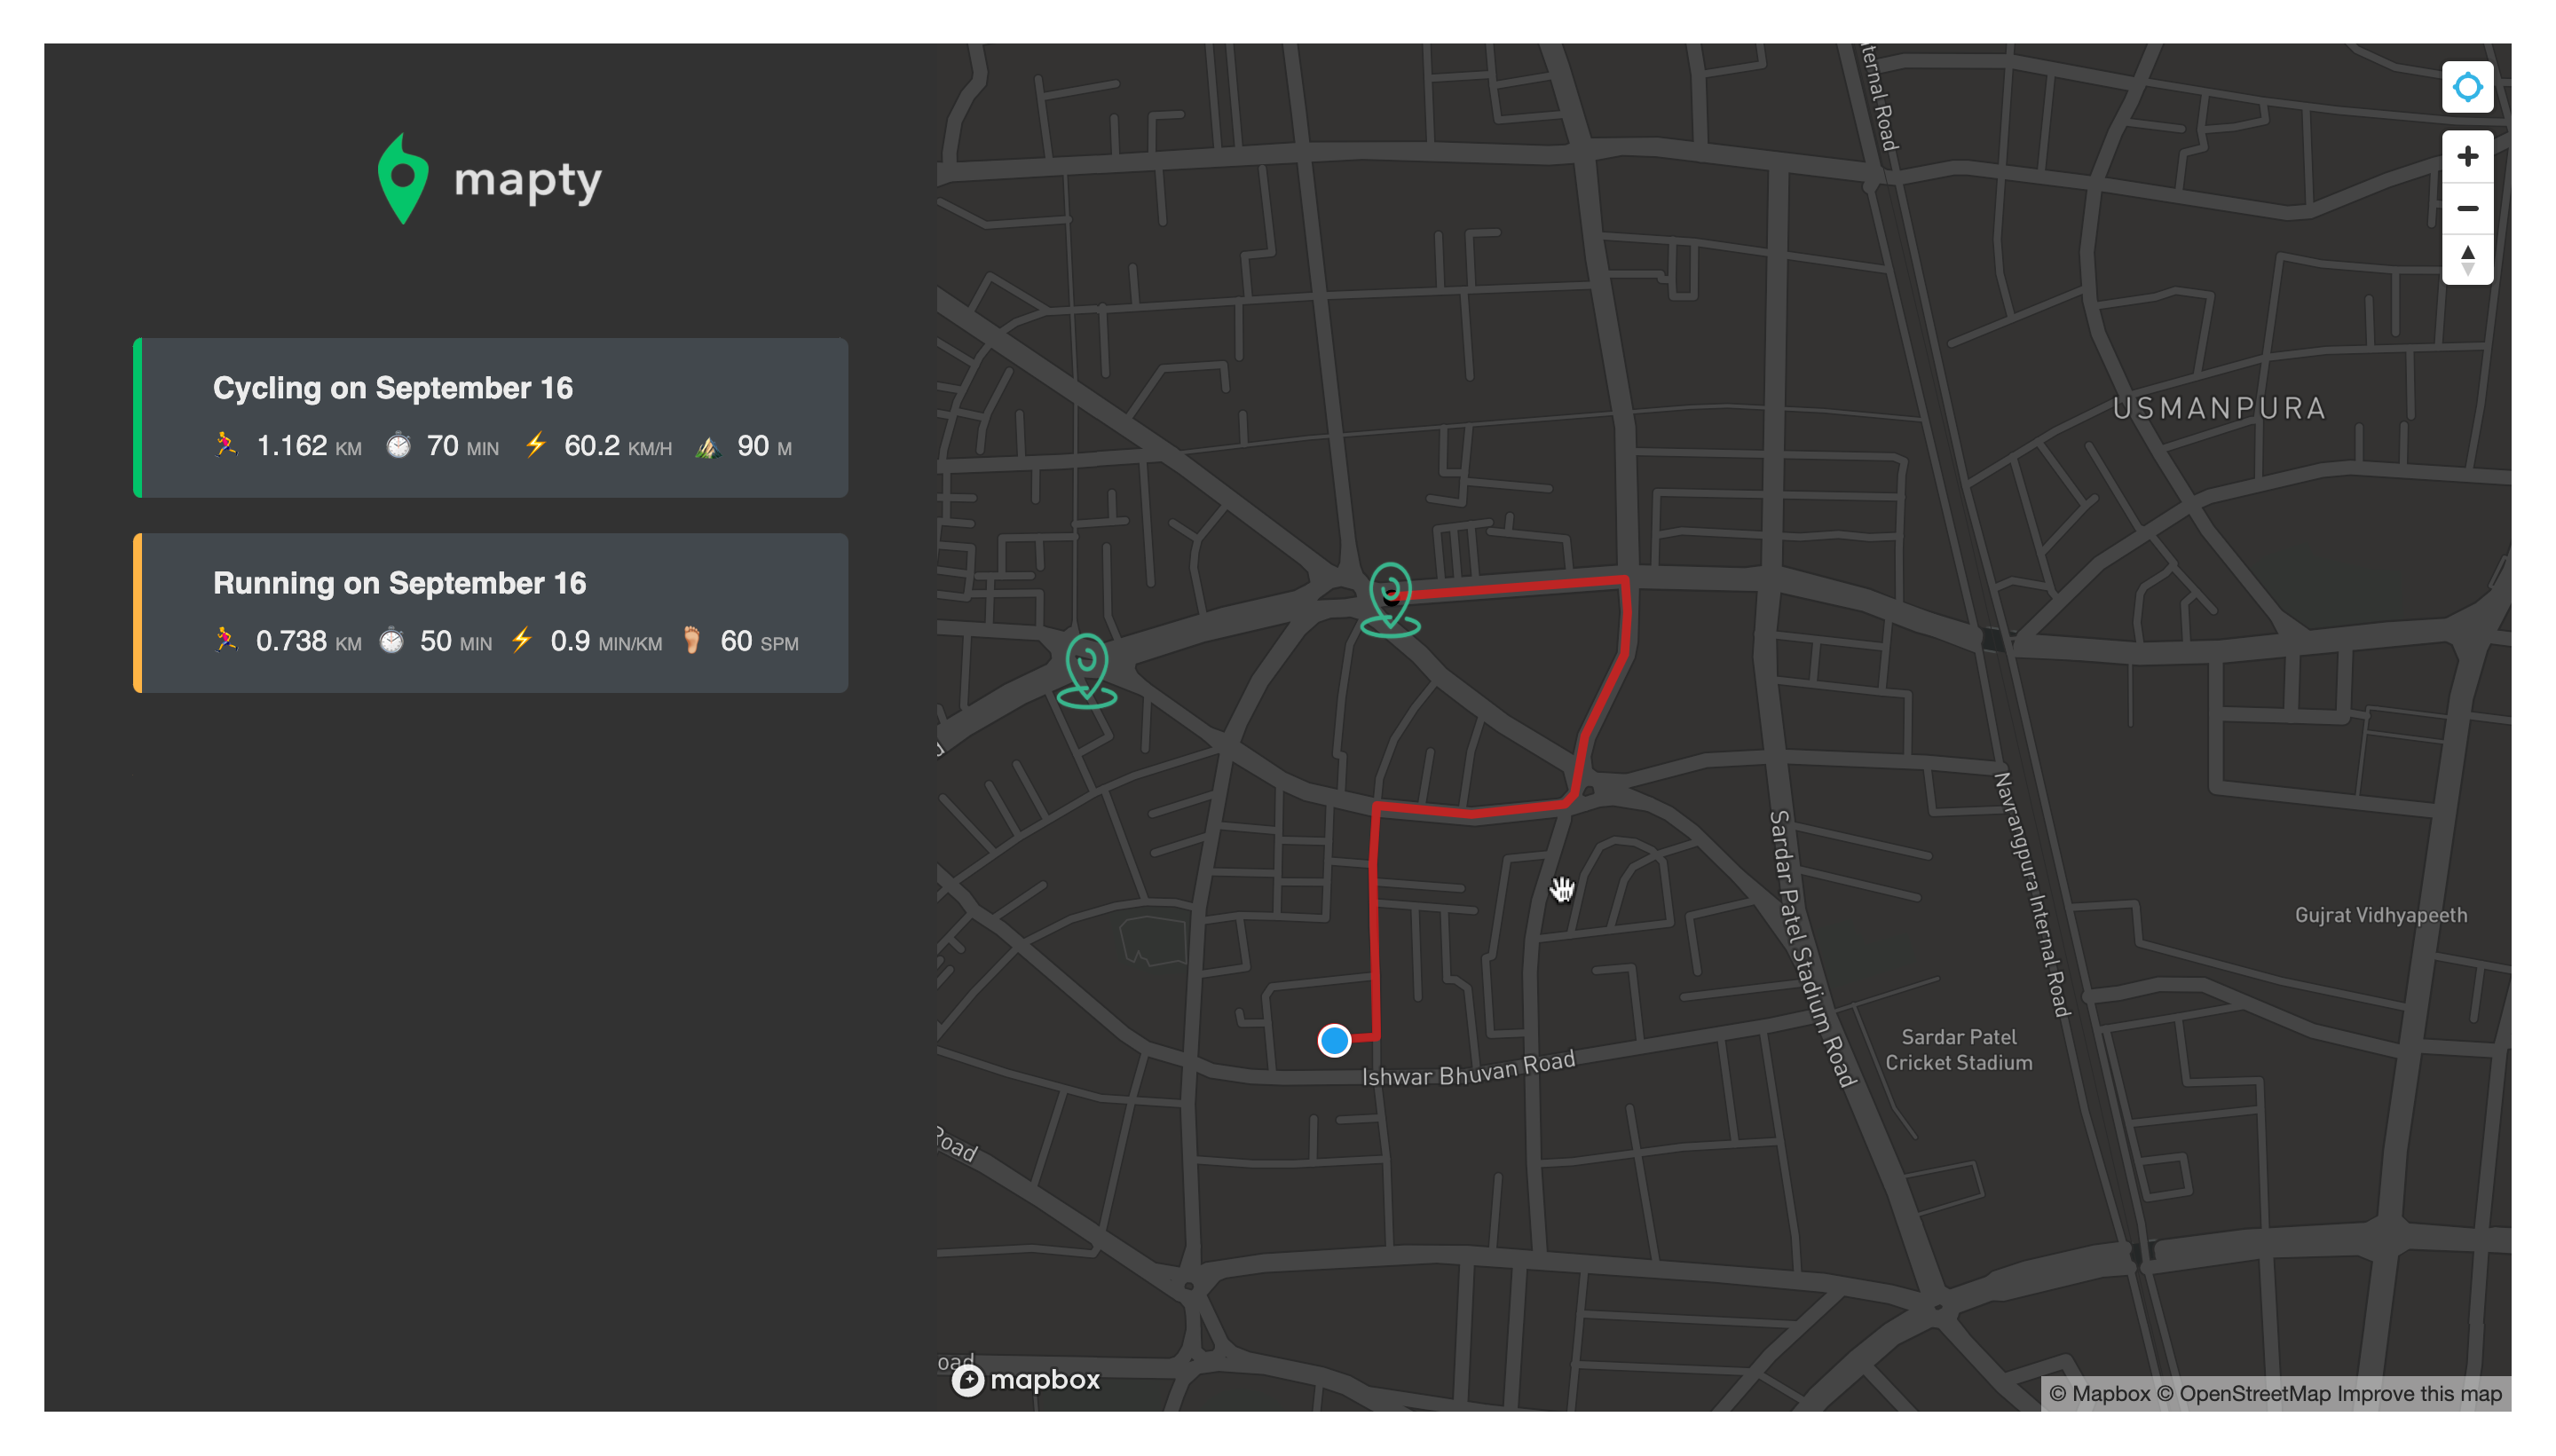 mapty
Cycling on September 16
1.162 KM 70 MIN 60.2 KM/H 90 M
Running on September 16
0.738 KM 50 MIN 0.9 MIN/KM 60 SPM
ternal Road
USMANPURA
Navrangpura Internal Road
Sardar Patel Stadium Road
Gujrat Vidhyapeeth
Sardar Patel
Cricket Stadium
Ishwar Bhuvan Road
Road
oad
mapbox
© Mapbox © OpenStreetMap Improve this map